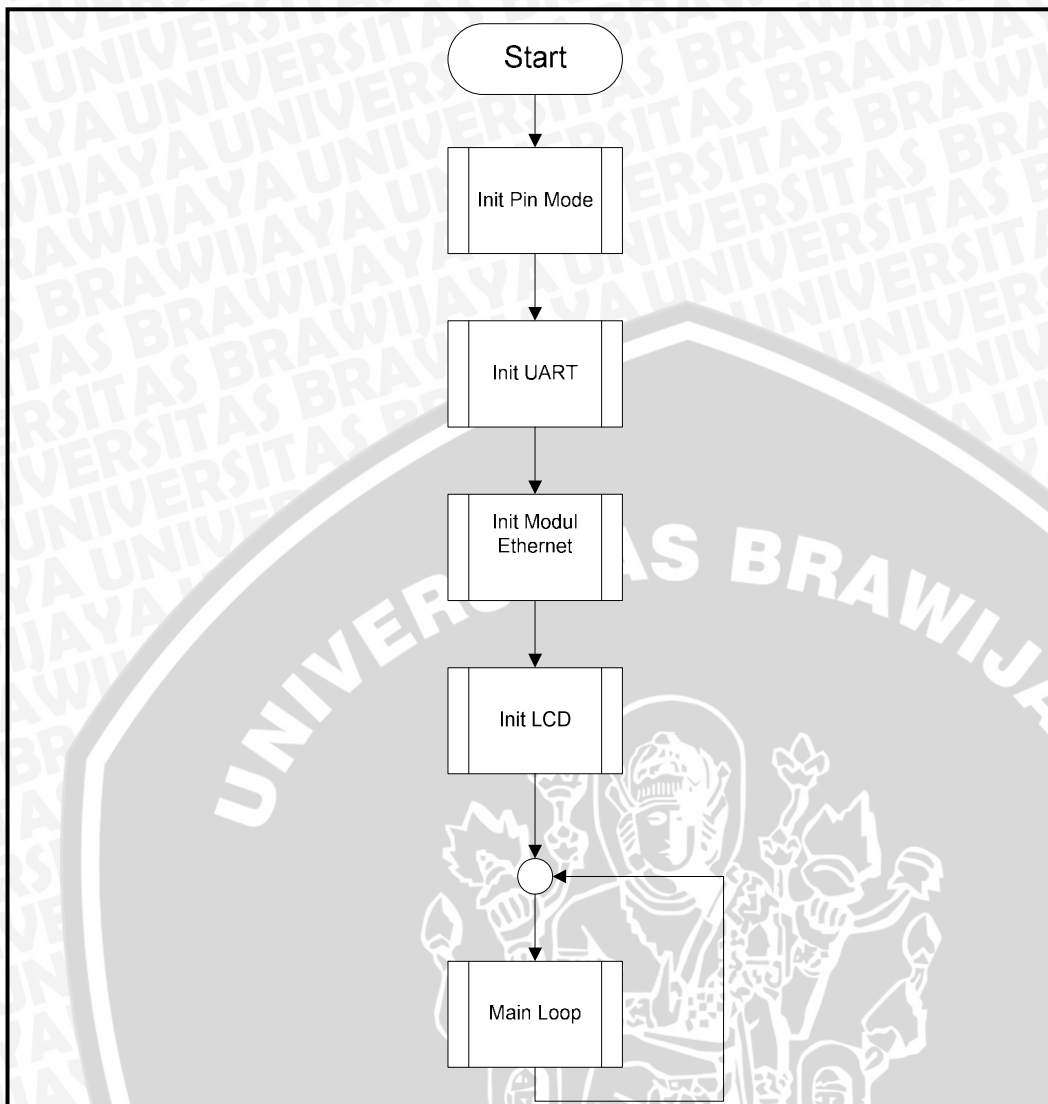 Start
Init Pin Mode
Init UART
Init Modul
Ethernet
Init LCD
Main Loop